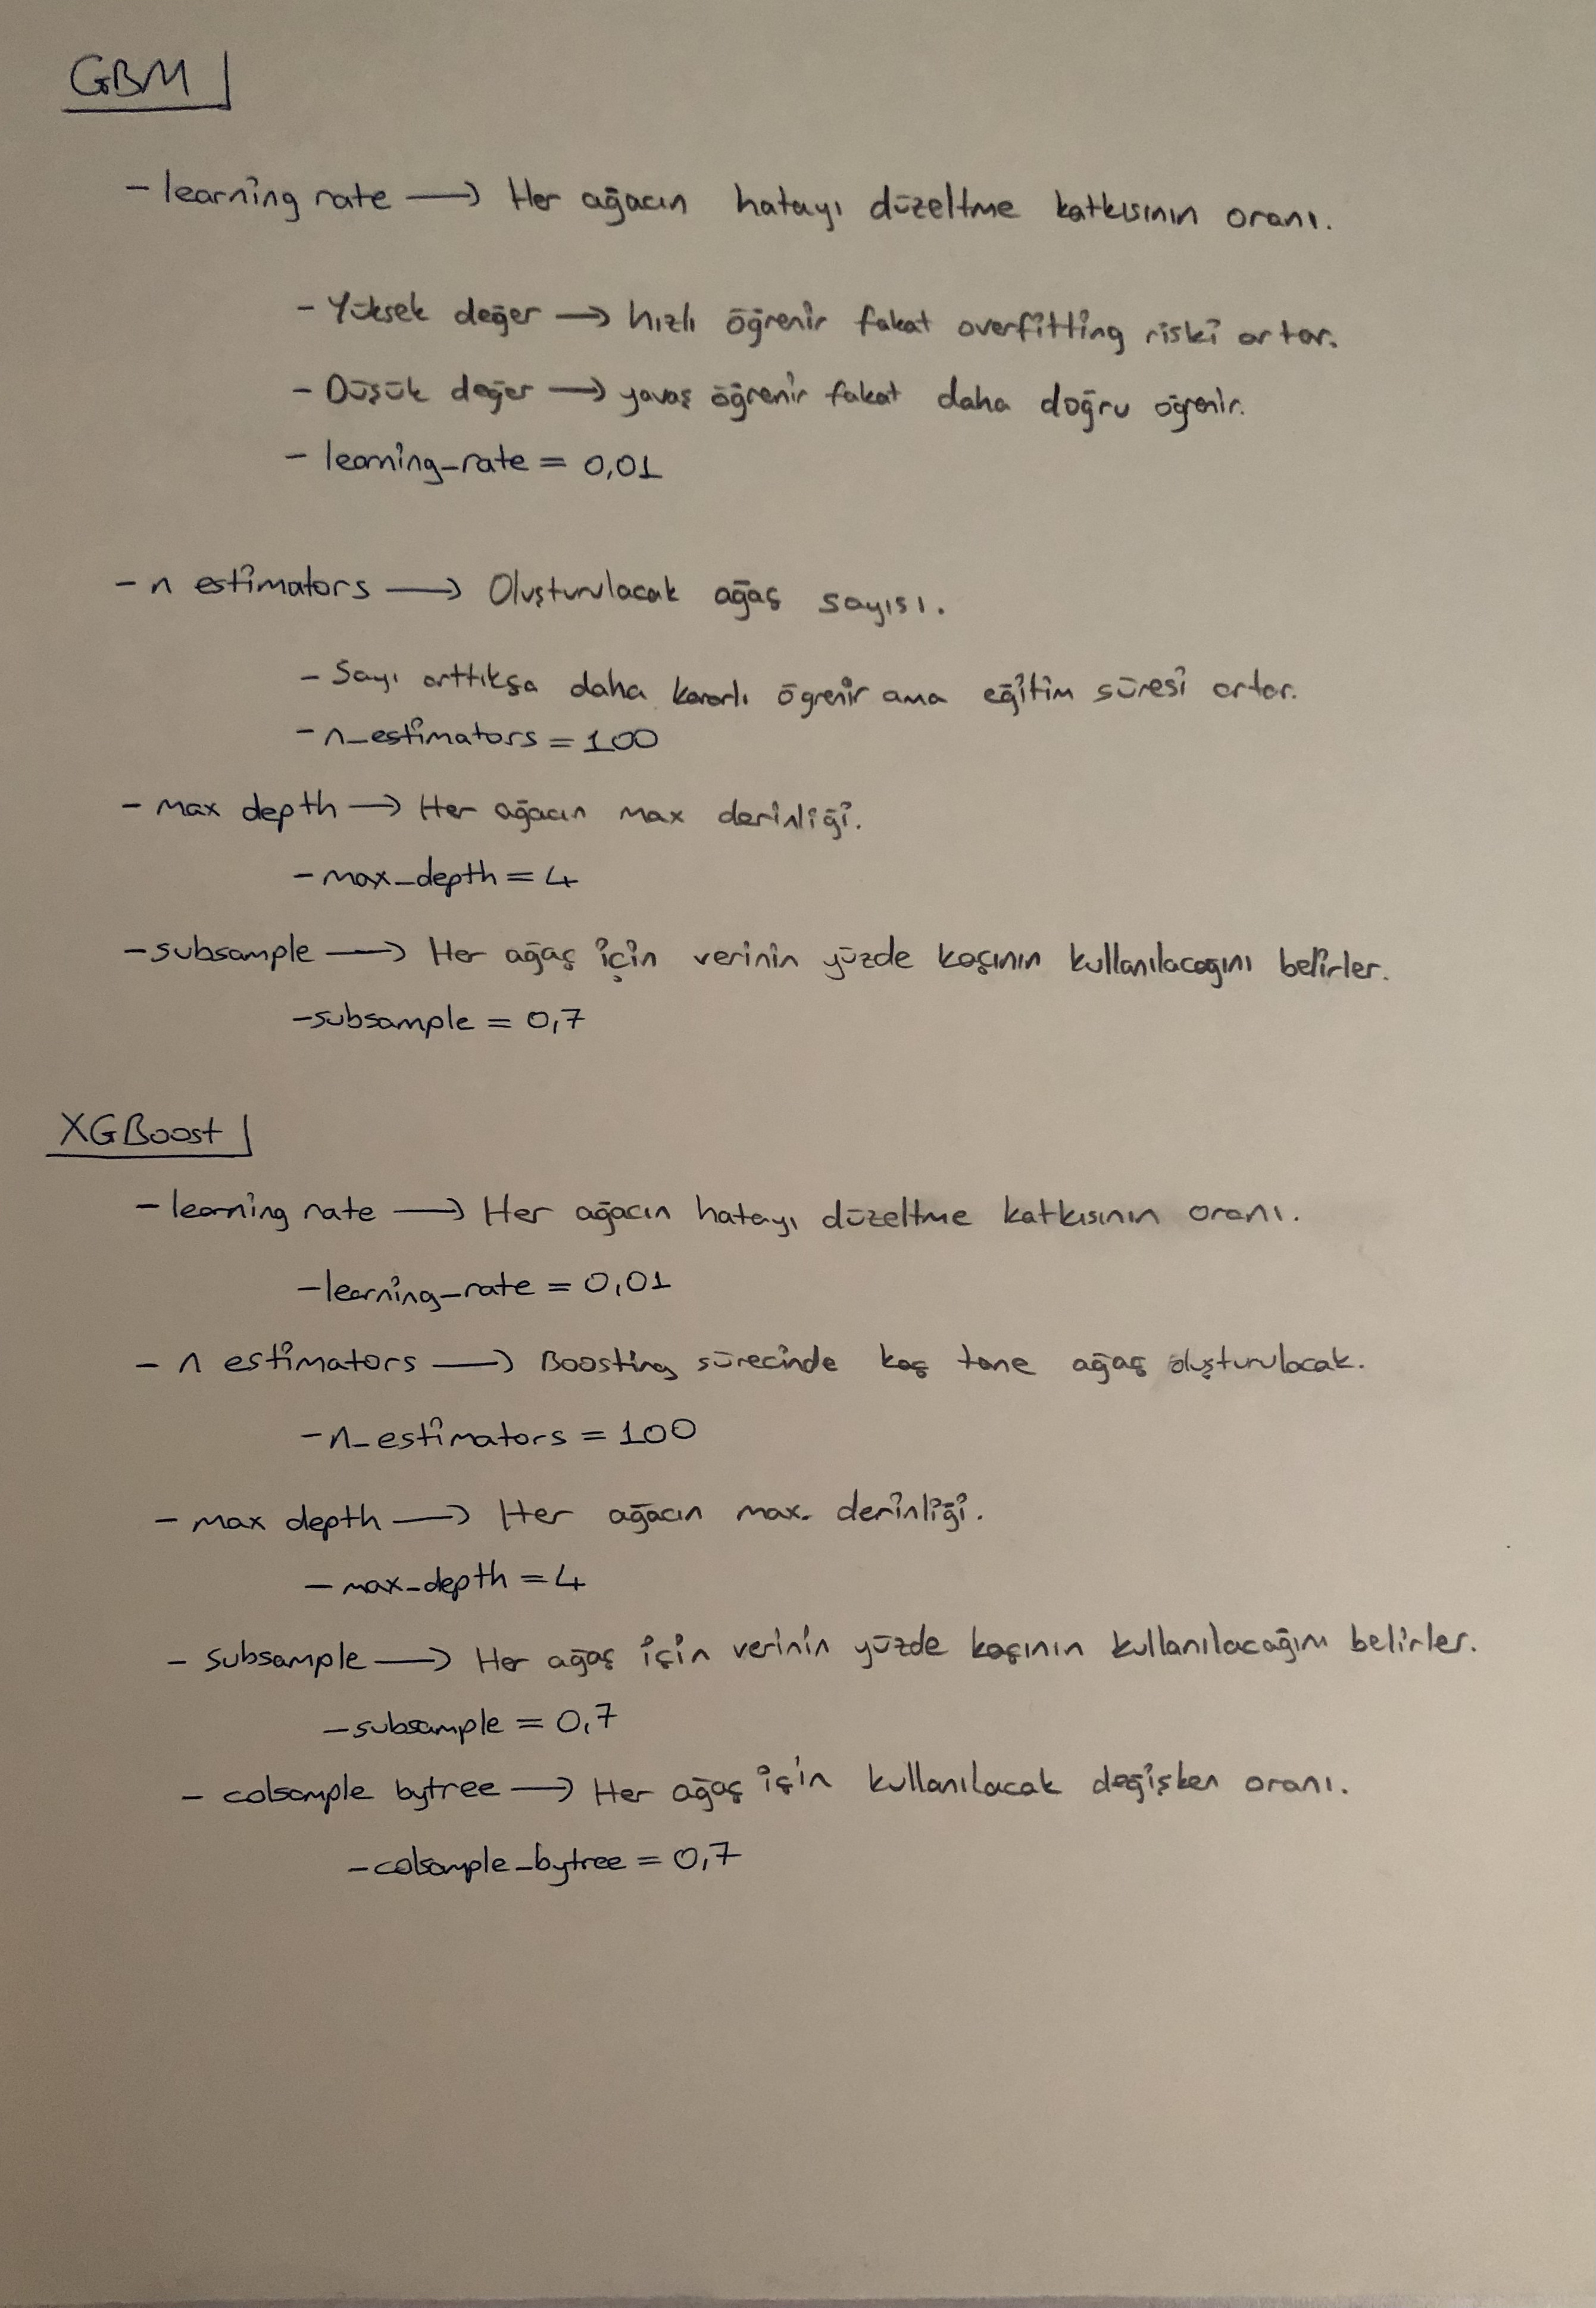 GBM
- learning rate → Her ağacın hatayı düzeltme katkısının oranı.
- Yüksek değer → hızlı öğrenir fakat overfitting riski artar.
- Düşük değer → yavaş öğrenir fakat daha doğru öğrenir.
- learning_rate = 0,01
- n estimators → Oluşturulacak ağaç sayısı.
- Sayı arttıkça daha kararlı ögrenir ama eğitim süresi artar.
- n_estimators = 100
- max depth → Her ağacın max derinliği.
- max_depth = 4
- subsample → Her ağaç için verinin yüzde kaçının kullanılacağını belirler.
- subsample = 0,7
XGBoost
- learning rate → Her ağacın hatayı düzeltme katkısının oranı.
- learning_rate = 0,01
- n estimators → Boosting sürecinde kaç tane ağaç oluşturulacak.
- n_estimators = 100
- max depth → Her ağacın max. derinliği.
- max_depth = 4
- subsample → Her ağaç için verinin yüzde kaçının kullanılacağını belirler.
- subsample = 0,7
- colsample bytree → Her ağaç için kullanılacak değişken oranı.
- colsample_bytree = 0,7